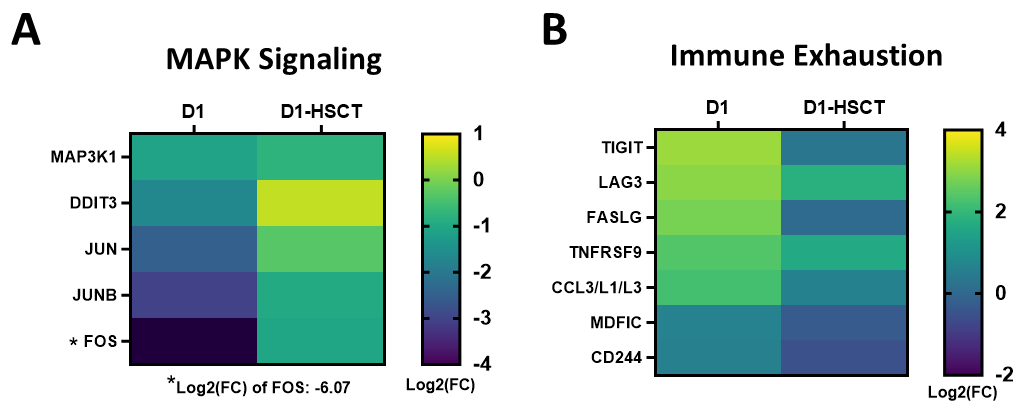 A
MAPK Signaling
D1 D1-HSCT
MAP3K1
DDIT3
JUN
JUNB
* FOS
1
0
-1
-2
-3
-4
*Log2(FC) of FOS: -6.07
Log2(FC)
B
Immune Exhaustion
D1 D1-HSCT
TIGIT
LAG3
FASLG
TNFRSF9
CCL3/L1/L3
MDFIC
CD244
4
2
0
-2
Log2(FC)